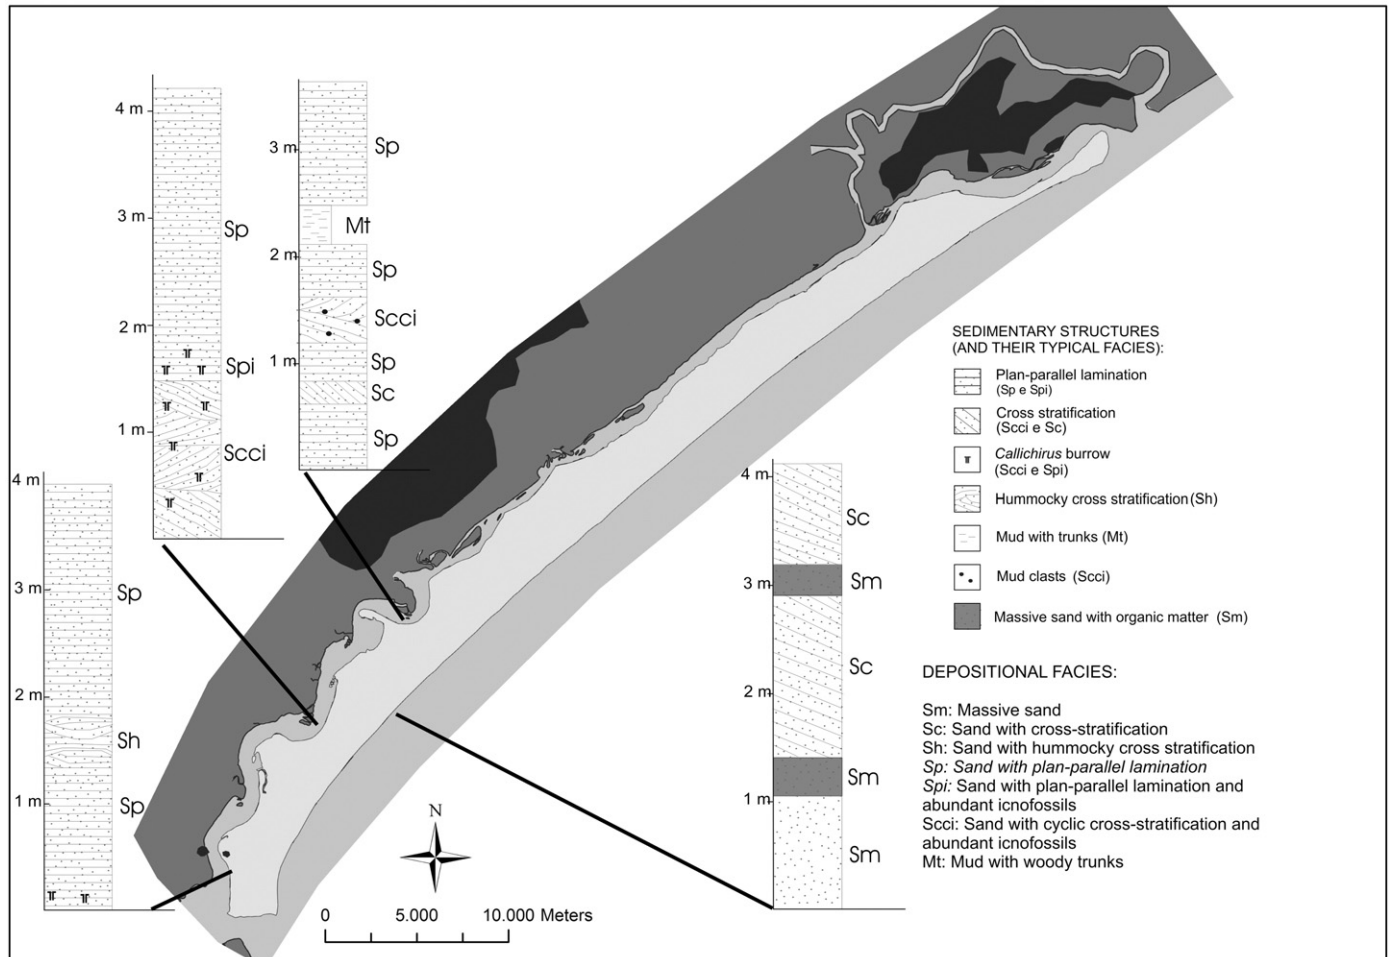 4 m
3 m
2 m
1 m
Sp
Spi
Scci
3 m
2 m
1 m
Sp
Mt
Sp
Scci
Sp
Sc
Sp
4 m
3 m
2 m
1 m
Sp
Sh
Sp
4 m
3 m
2 m
1 m
Sc
Sm
Sc
Sm
Sm
N
0 5.000 10.000 Meters
SEDIMENTARY STRUCTURES
(AND THEIR TYPICAL FACIES):
Plan-parallel lamination
(Sp e Spi)
Cross stratification
(Scci e Sc)
Callichirus burrow
(Scci e Spi)
Hummocky cross stratification (Sh)
Mud with trunks (Mt)
Mud clasts (Scci)
Massive sand with organic matter (Sm)
DEPOSITIONAL FACIES:
Sm: Massive sand
Sc: Sand with cross-stratification
Sh: Sand with hummocky cross stratification
Sp: Sand with plan-parallel lamination
Spi: Sand with plan-parallel lamination and
abundant icnofossils
Scci: Sand with cyclic cross-stratification and
abundant icnofossils
Mt: Mud with woody trunks